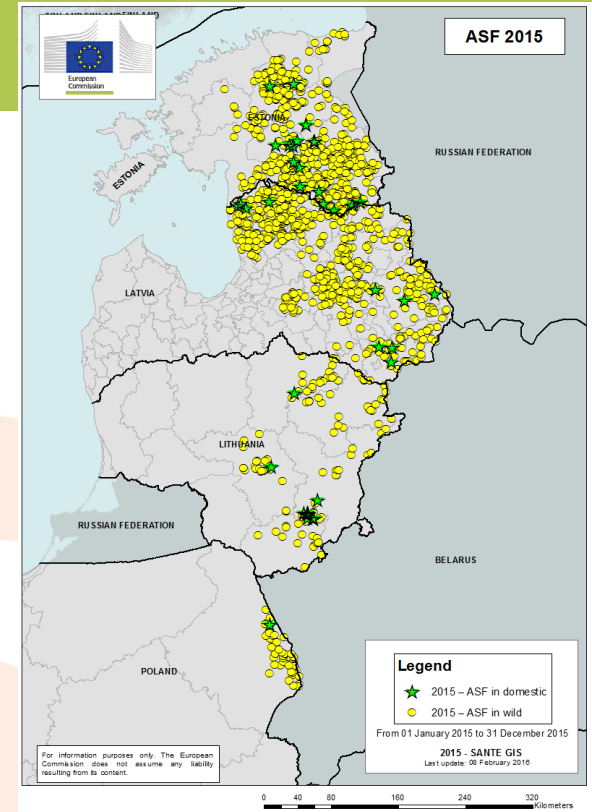 FINLAND
European
Commission
ASF 2015
ESTONIA
RUSSIAN FEDERATION
ESTONIA
LATVIA
LITHUANIA
RUSSIAN FEDERATION
BELARUS
POLAND
Legend
2015 – ASF in domestic
2015 – ASF in wild
From 01 January 2015 to 31 December 2015
2015 - SANTE GIS
Last update: 08 February 2016
For information purposes only. The European
Commission does not assume any liability
resulting from its content.
0 40 80 160 240 320
Kilometers